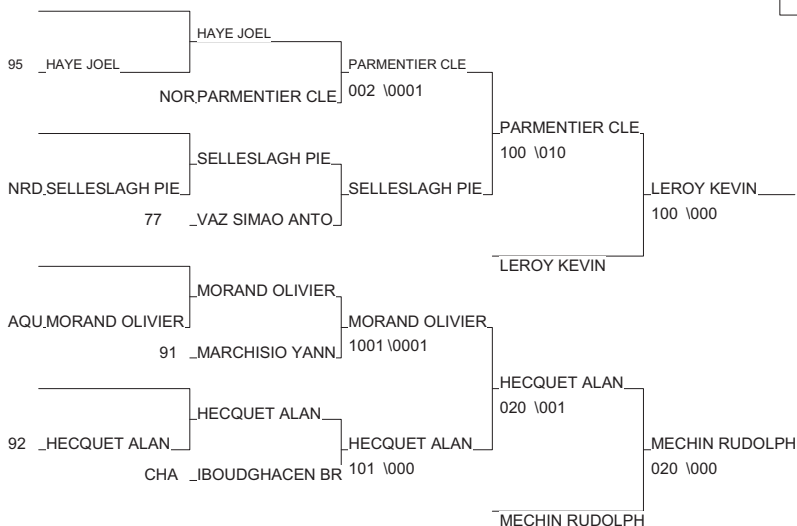 HAYE JOEL
95 HAYE JOEL PARMENTIER CLE
NOR PARMENTIER CLE 002 \0001
PARMENTIER CLE
100 \010
SELLESLAGH PIE
NRD SELLESLAGH PIE SELLESLAGH PIE LEROY KEVIN
77 VAZ SIMAO ANTO 100 \000
LEROY KEVIN
MORAND OLIVIER
AQU MORAND OLIVIER MORAND OLIVIER
91 MARCHISIO YANN 1001 \0001
HECQUET ALAN
020 \001
HECQUET ALAN
92 HECQUET ALAN HECQUET ALAN MECHIN RUDOLPH
CHA IBOUDGHACEN BR 101 \000 020 \000
MECHIN RUDOLPH